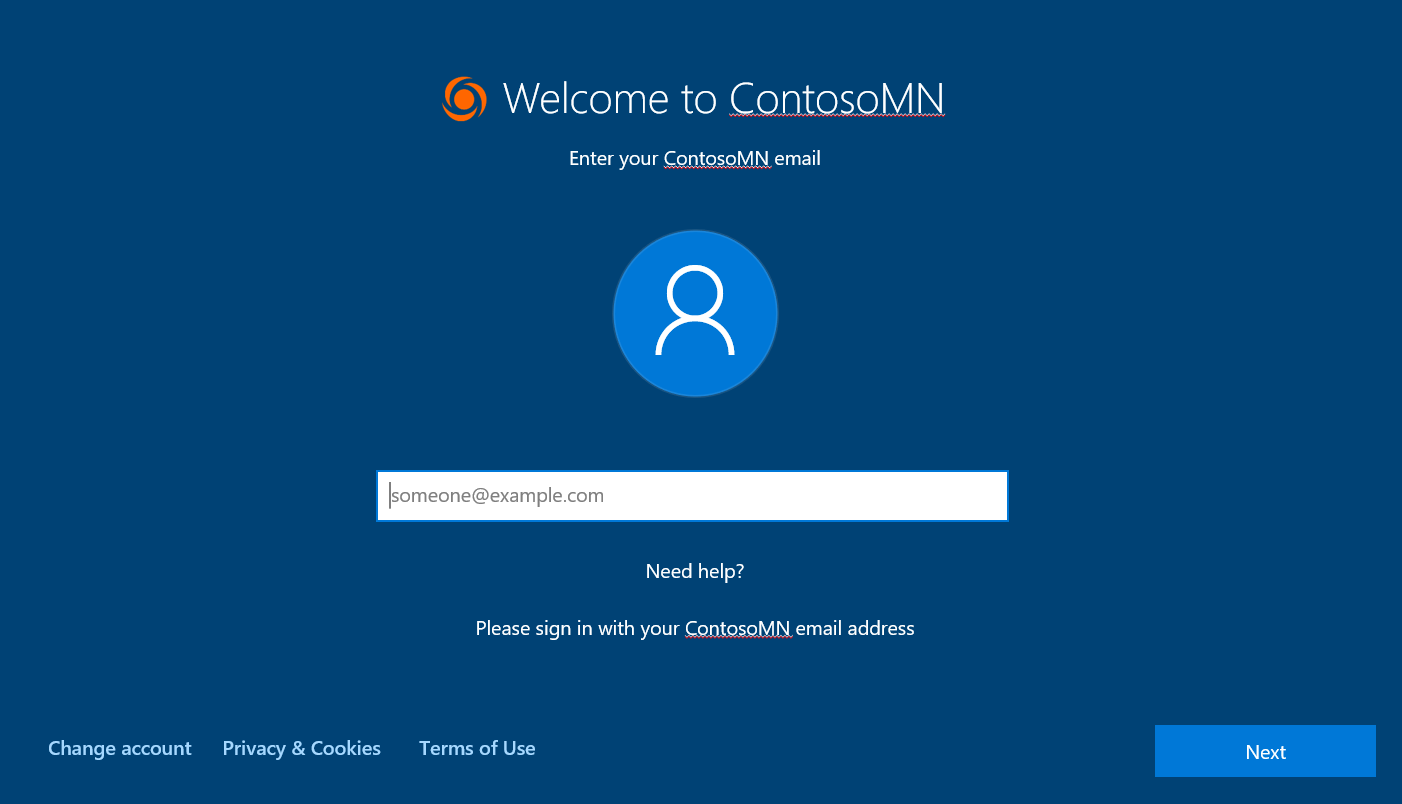 Welcome to ContosoMN
Enter your ContosoMN email
someone@example.com
Need help?
Please sign in with your ContosoMN email address
Change account Privacy & Cookies Terms of Use Next